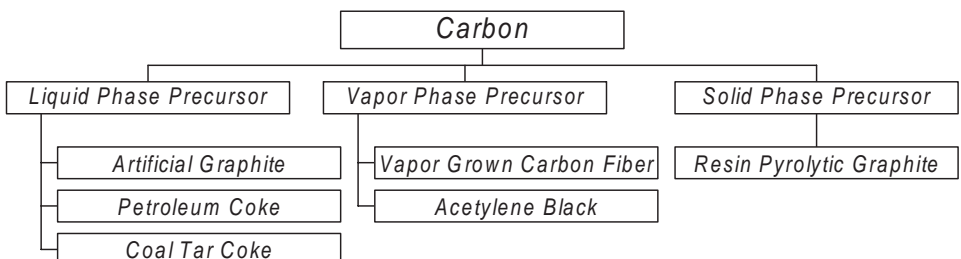 Carbon
Liquid Phase Precursor
Vapor Phase Precursor
Solid Phase Precursor
Artificial Graphite
Vapor Grown Carbon Fiber
Resin Pyrolytic Graphite
Petroleum Coke
Acetylene Black
Coal Tar Coke